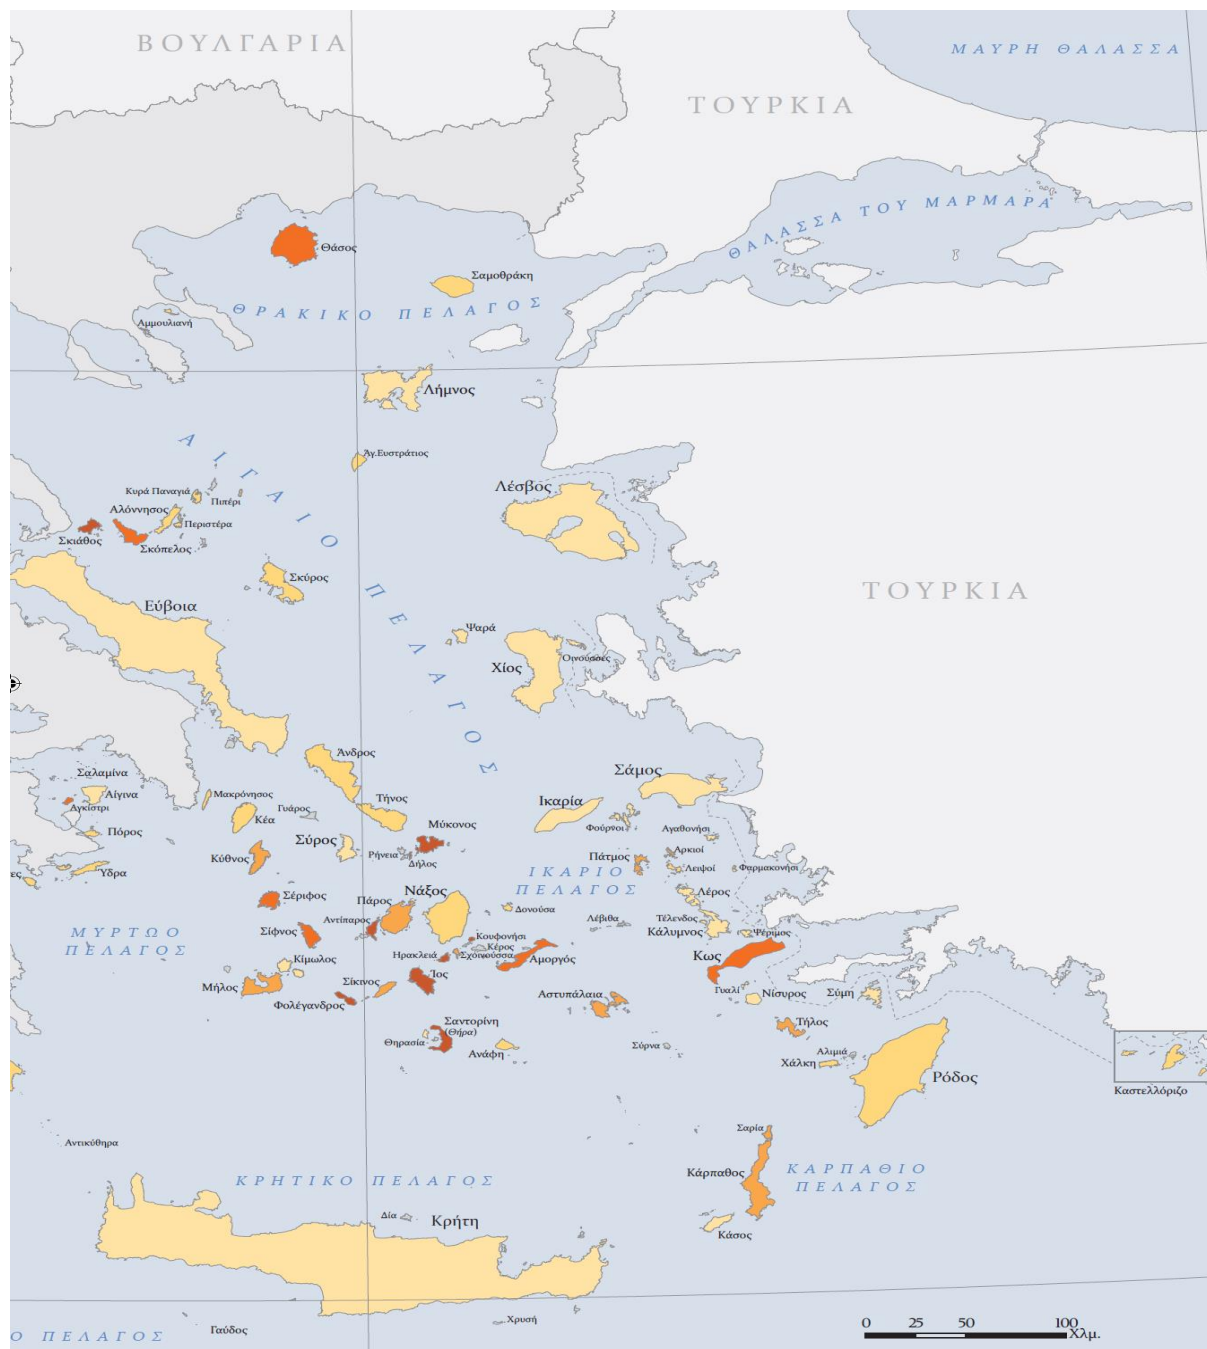 ΒΟΥΛΓΑΡΙΑ
ΜΑΥΡΗ ΘΑΛΑΣΣΑ
ΤΟΥΡΚΙΑ
ΘΑΛΑΣΣΑ ΤΟΥ ΜΑΡΜΑΡΑ
Θάσος
Σαμοθράκη
ΘΡΑΚΙΚΟ ΠΕΛΑΓΟΣ
Αμμουλιανή
Λήμνος
ΑΙΓΑΙΟ ΠΕΛΑΓΟΣ
Άγ.Ευστράτιος
Λέσβος
Κυρά Παναγιά
Πιπέρι
Αλόννησος
Περιστέρα
Σκιάθος
Σκόπελος
Σκύρος
ΤΟΥΡΚΙΑ
Εύβοια
Ψαρά
Οινούσσες
Χίος
Άνδρος
Σαλαμίνα
Σάμος
Αίγινα
Μακρόνησος
Γυάρος
Τήνος
Ικαρία
Αγκίστρι
Κέα
Πόρος
Σύρος
Μύκονος
Φούρνοι
Αγαθονήσι
Κύθνος
Ρήνεια
Δήλος
Πάτμος
Αρκιοί
Ύδρα
ες
ΙΚΑΡΙΟ
ΠΕΛΑΓΟΣ
Λειψοί
Φαρμακονήσι
Σέριφος
Πάρος
Νάξος
Λέρος
Δονούσα
Αντίπαρος
Λέβιθα
Τέλενδος
ΜΥΡΤΩΟ
ΠΕΛΑΓΟΣ
Σίφνος
Κουφονήσι
Κάλυμνος
Ψέριμος
Κέρος
Ηρακλειά
Σχοινούσσα
Αμοργός
Κως
Κίμωλος
Μήλος
Σίκινος
Ίος
Γυαλί
Νίσυρος
Σύμη
Φολέγανδρος
Αστυπάλαια
Σαντορίνη
(Θήρα)
Τήλος
Θηρασία
Ανάφη
Σύρνα
Αλιμιά
Χάλκη
Ρόδος
Καστελλόριζο
Σαρία
Αντικύθηρα
Κάρπαθος
ΚΑΡΠΑΘΙΟ
ΠΕΛΑΓΟΣ
ΚΡΗΤΙΚΟ ΠΕΛΑΓΟΣ
Δία
Κρήτη
Κάσος
Χρυσή
Γαύδος
Ο ΠΕΛΑΓΟΣ
0 25 50 100
Χλμ.